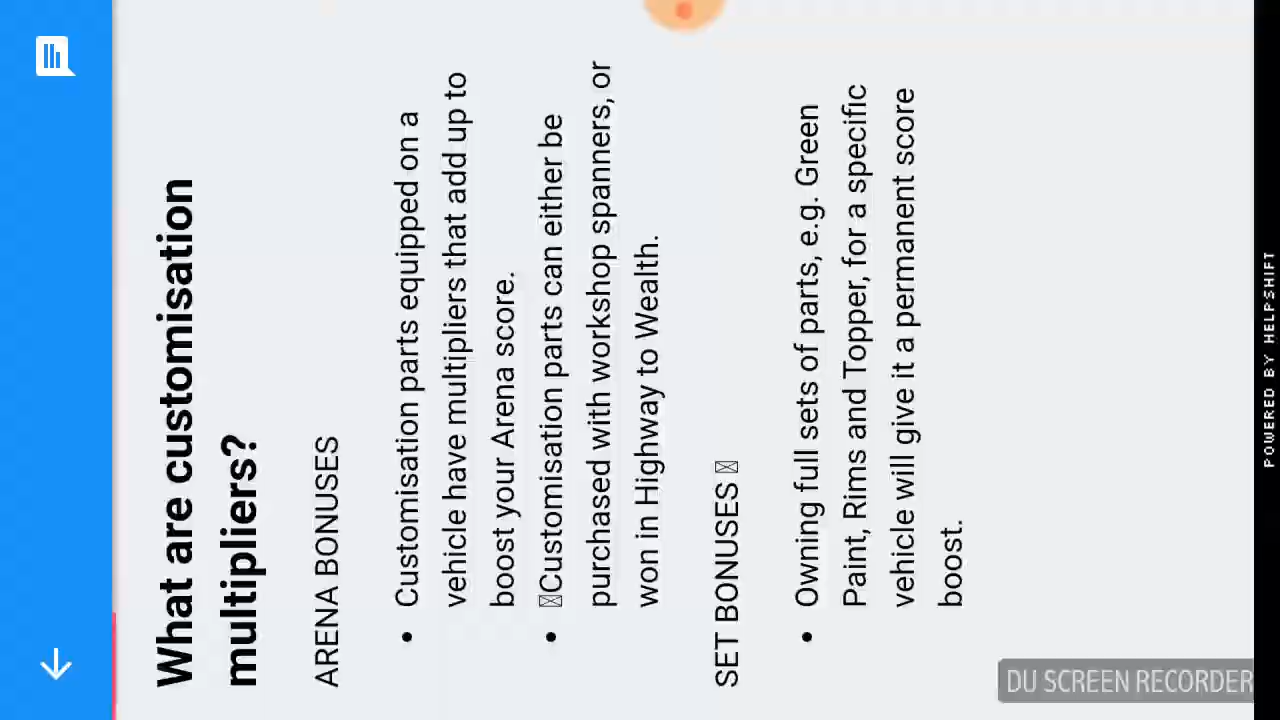 What are customisation
multipliers?
ARENA BONUSES
• Customisation parts equipped on a
vehicle have multipliers that add up to
boost your Arena score.
• Customisation parts can either be
purchased with workshop spanners, or
won in Highway to Wealth.
SET BONUSES
• Owning full sets of parts, e.g. Green
Paint, Rims and Topper, for a specific
vehicle will give it a permanent score
boost.
POWERED BY HELPSHIFT
DU SCREEN RECORDER